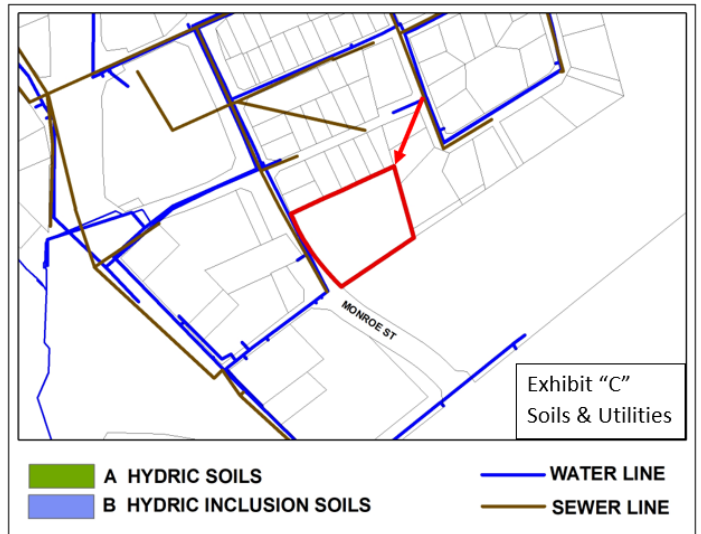 MONROE ST
Exhibit “C”
Soils & Utilities
A HYDRIC SOILS
B HYDRIC INCLUSION SOILS
WATER LINE
SEWER LINE